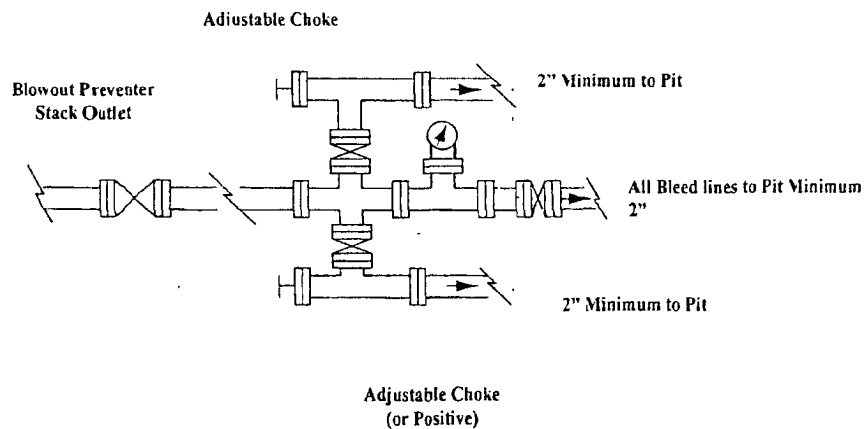 Adjustable Choke
2” Minimum to Pit
Blowout Preventer
Stack Outlet
All Bleed lines to Pit Minimum
2”
2” Minimum to Pit
Adjustable Choke
(or Positive)